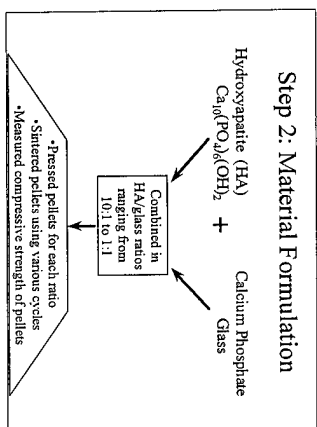 Step 2: Material Formulation
Hydroxyapatite (HA)
Ca10(PO4)6(OH)2
+
Calcium Phosphate
Glass
Combined in
HA/glass ratios
ranging from
10:1 to 1:1
•Pressed pellets for each ratio
•Sintered pellets using various cycles
•Measured compressive strength of pellets